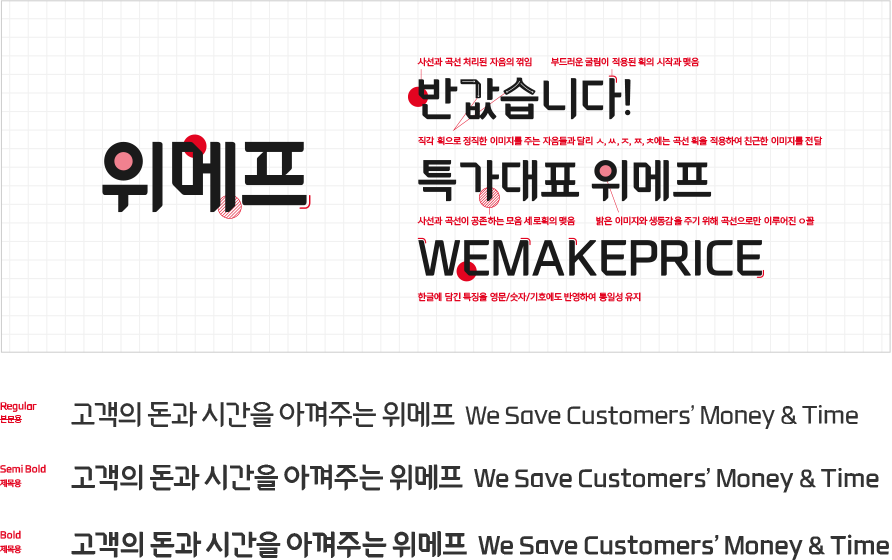 위메프
사선과 곡선 처리된 자음의 꺾임
부드러운 굴림이 적용된 획의 시작과 맺음
반값습니다!
직각 획으로 정직한 이미지를 주는 자음들과 달리 ㅅ, ㅆ, ㅈ, ㅉ, ㅊ에는 곡선 획을 적용하여 친근한 이미지를 전달
특가대표 위메프
사선과 곡선이 공존하는 모음 세로획의 맺음
밝은 이미지와 생동감을 주기 위해 곡선으로만 이루어진 ㅇ꼴
WEMAKEPRICE
한글에 담긴 특징을 영문/숫자/기호에도 반영하여 통일성 유지
Regular
본문용
고객의 돈과 시간을 아껴주는 위메프 We Save Customers’ Money & Time
Semi Bold
제목용
고객의 돈과 시간을 아껴주는 위메프 We Save Customers’ Money & Time
Bold
제목용
고객의 돈과 시간을 아껴주는 위메프 We Save Customers’ Money & Time